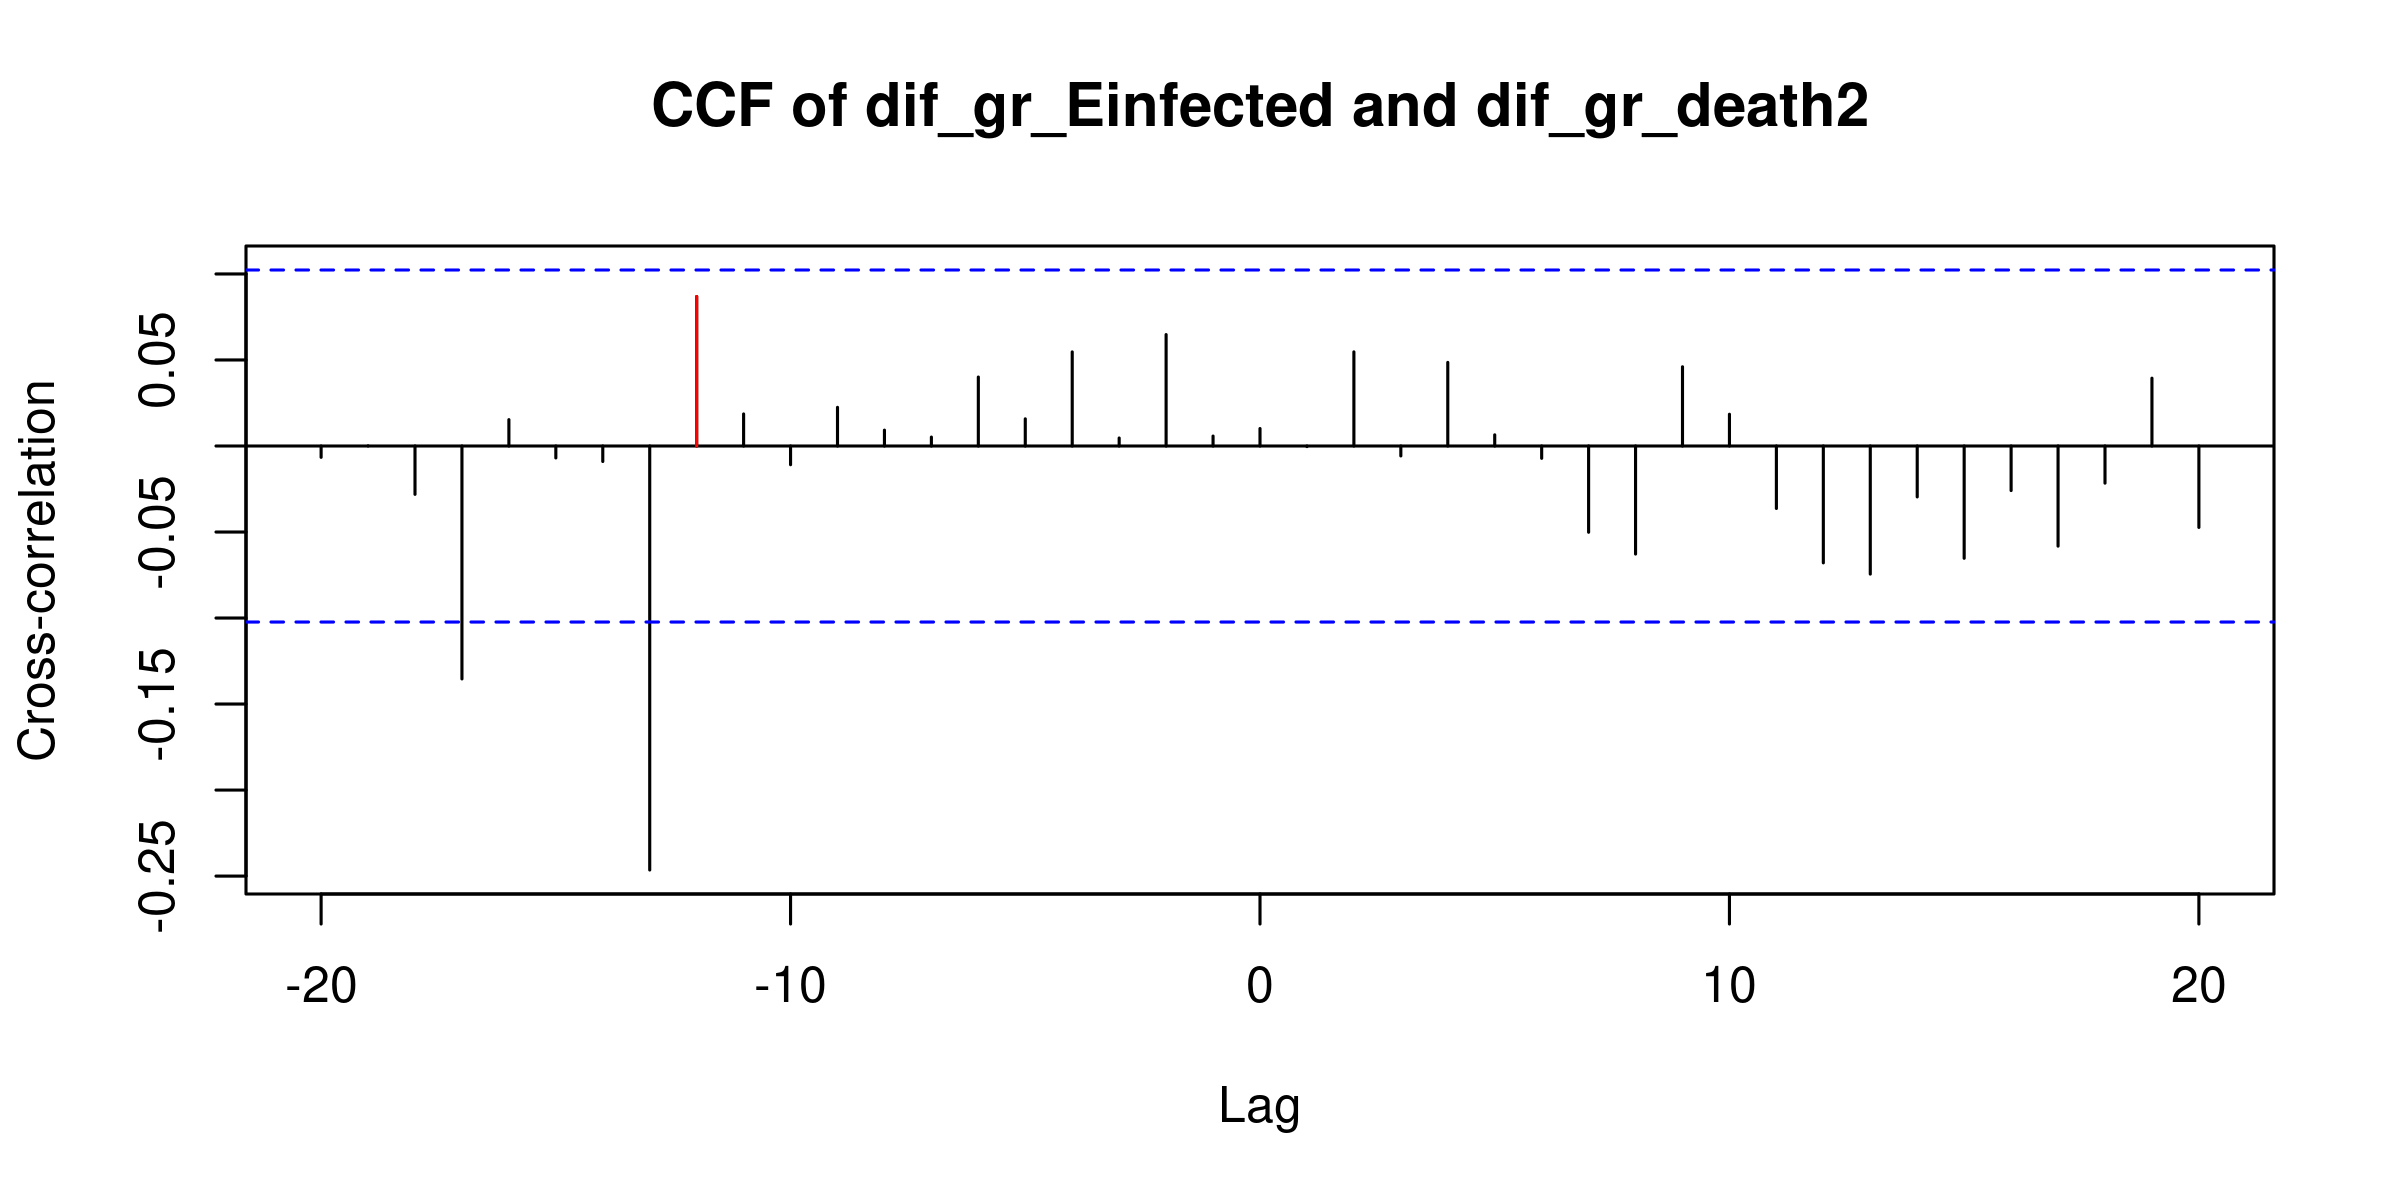 CCF of dif_gr_Einfected and dif_gr_death2
Cross-correlation
0.05
-0.05
-0.15
-0.25
-20 -10 0 10 20
Lag